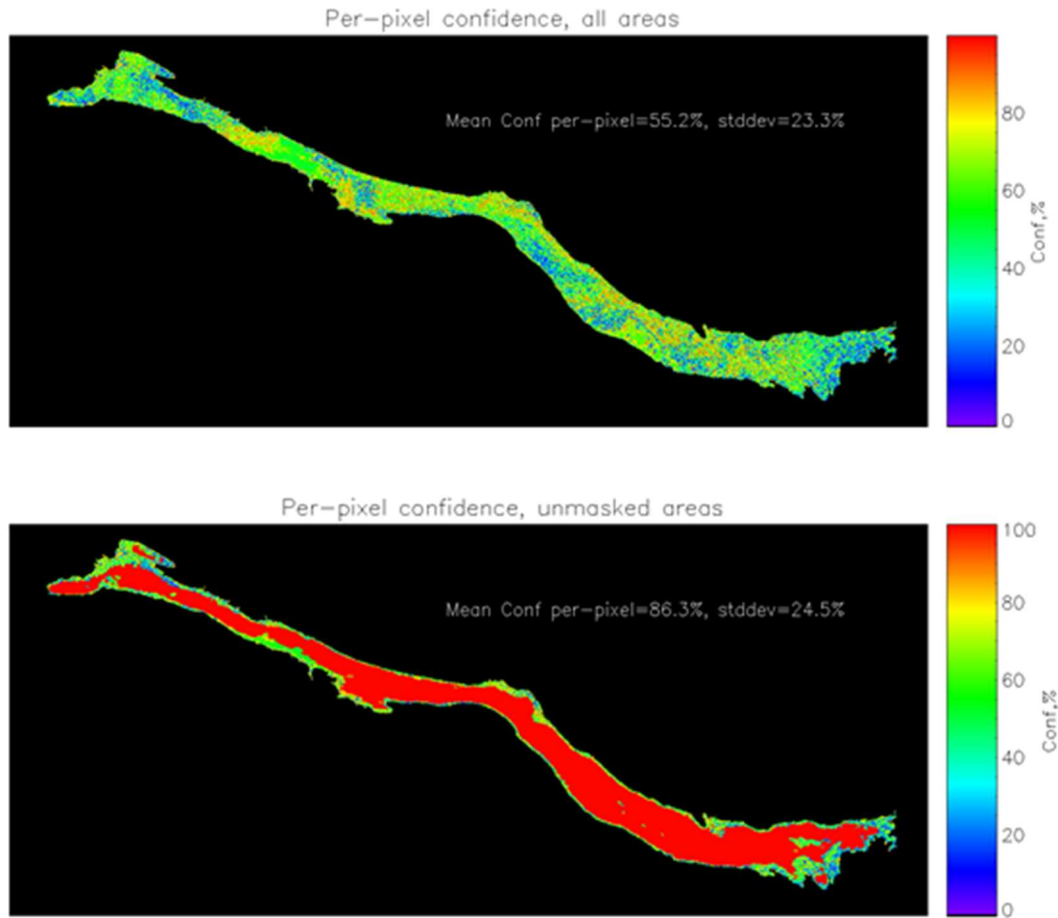 Per-pixel confidence, all areas
Mean Conf per-pixel=55.2%, stddev=23.3%
80
60
40
20
0
Conf,%
Per-pixel confidence, unmasked areas
Mean Conf per-pixel=86.3%, stddev=24.5%
100
80
60
40
20
0
Conf,%